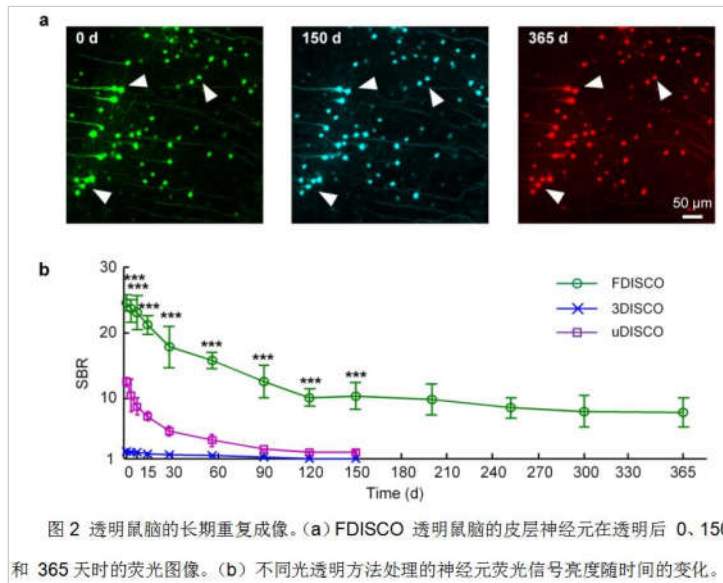 a
0 d
150 d
365 d
50 μm
b
***
***
***
***
***
***
***
***
FDISCO
3DISCO
uDISCO
30
20
10
1
SBR
0 15 30 60 90 120 150 180 210 240 270 300 330 365
Time (d)
图 2 透明鼠脑的长期重复成像。(a) FDISCO 透明鼠脑的皮层神经元在透明后 0、150
和 365 天时的荧光图像。(b) 不同光透明方法处理的神经元荧光信号亮度随时间的变化。